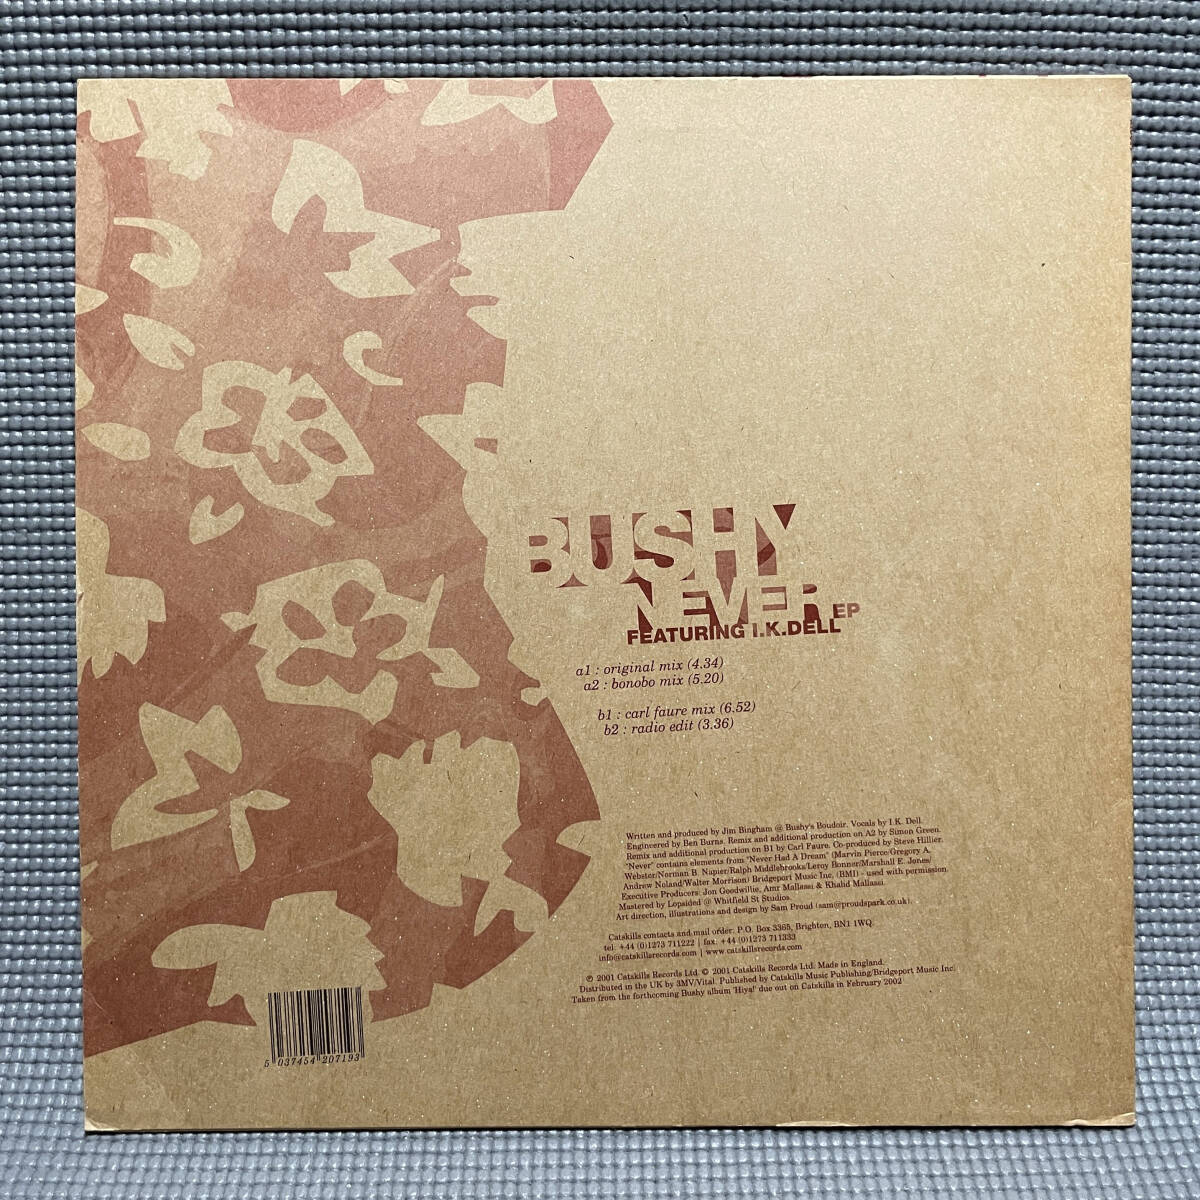 BUSHY
NEVER EP
FEATURING I.K.DELL
a1 : original mix (4.34)
a2 : bonobo mix (5.20)
b1 : carl faure mix (6.52)
b2 : radio edit (3.36)
Written and produced by Jim Bingham @ Bushy's Boudoir. Vocals by I.K. Dell.
Engineered by Ben Burns. Remix and additional production on A2 by Simon Green.
Remix and additional production on B1 by Carl Faure. Co-produced by Steve Hillier.
"Never" contains elements from "Never Had A Dream" (Marvin Pierce/Gregory A.
Webster/Norman B. Napier/Ralph Middlebrooks/Leroy Bonner/Marshall E. Jones/
Andrew Noland/Walter Morrison) Bridgeport Music Inc. (BMI) - used with permission.
Executive Producers: Jon Goodwillie, Amr Mallassi & Khalid Mallassi.
Mastered by Lopsided @ Whitfield St Studios.
Art direction, illustrations and design by Sam Proud (sam@proudspark.co.uk).
Catskills contacts and mail order: P.O. Box 3365, Brighton, BN1 1WQ.
tel: +44 (0)1273 711222 | fax: +44 (0)1273 711333
info@catskillsrecords.com | www.catskillsrecords.com
℗ 2001 Catskills Records Ltd. © 2001 Catskills Records Ltd. Made in England.
Distributed in the UK by 3MV/Vital. Published by Catskills Music Publishing/Bridgeport Music Inc.
Taken from the forthcoming Bushy album 'Hiya!' due out on Catskills in February 2002
5 037454 207193